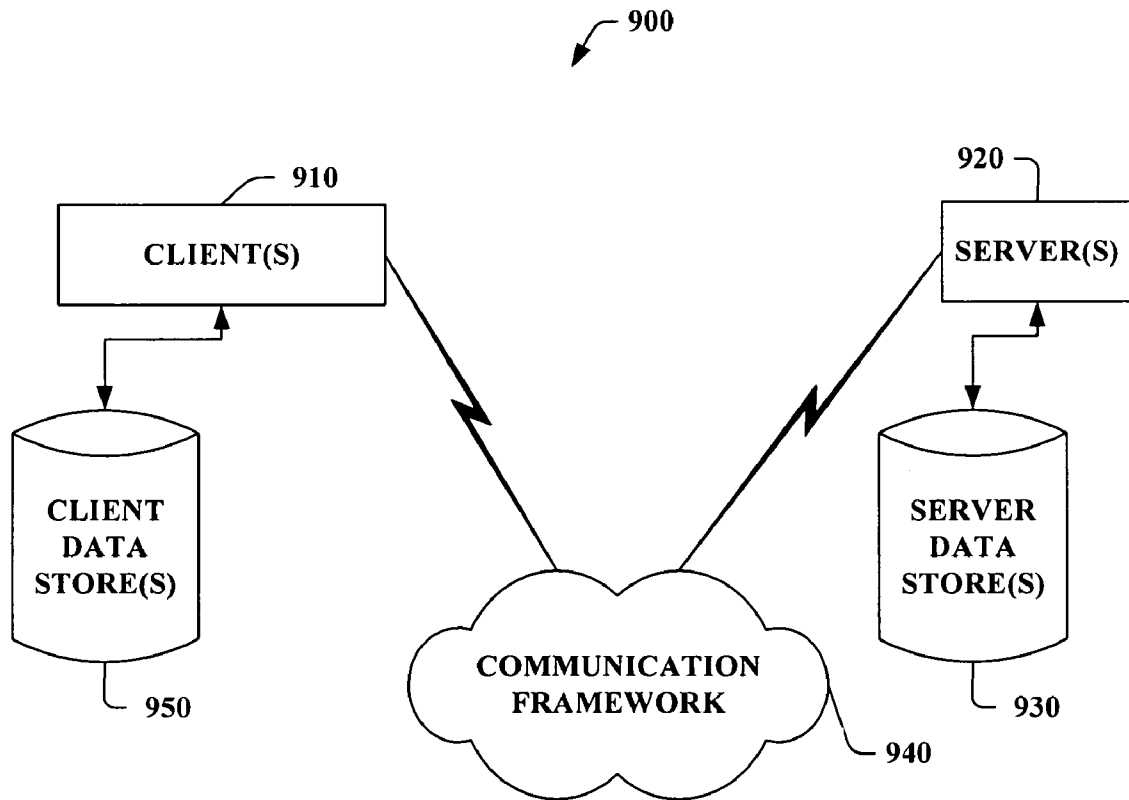 900
910
920
CLIENT(S)
SERVER(S)
CLIENT
DATA
STORE(S)
SERVER
DATA
STORE(S)
COMMUNICATION
FRAMEWORK
950
930
940